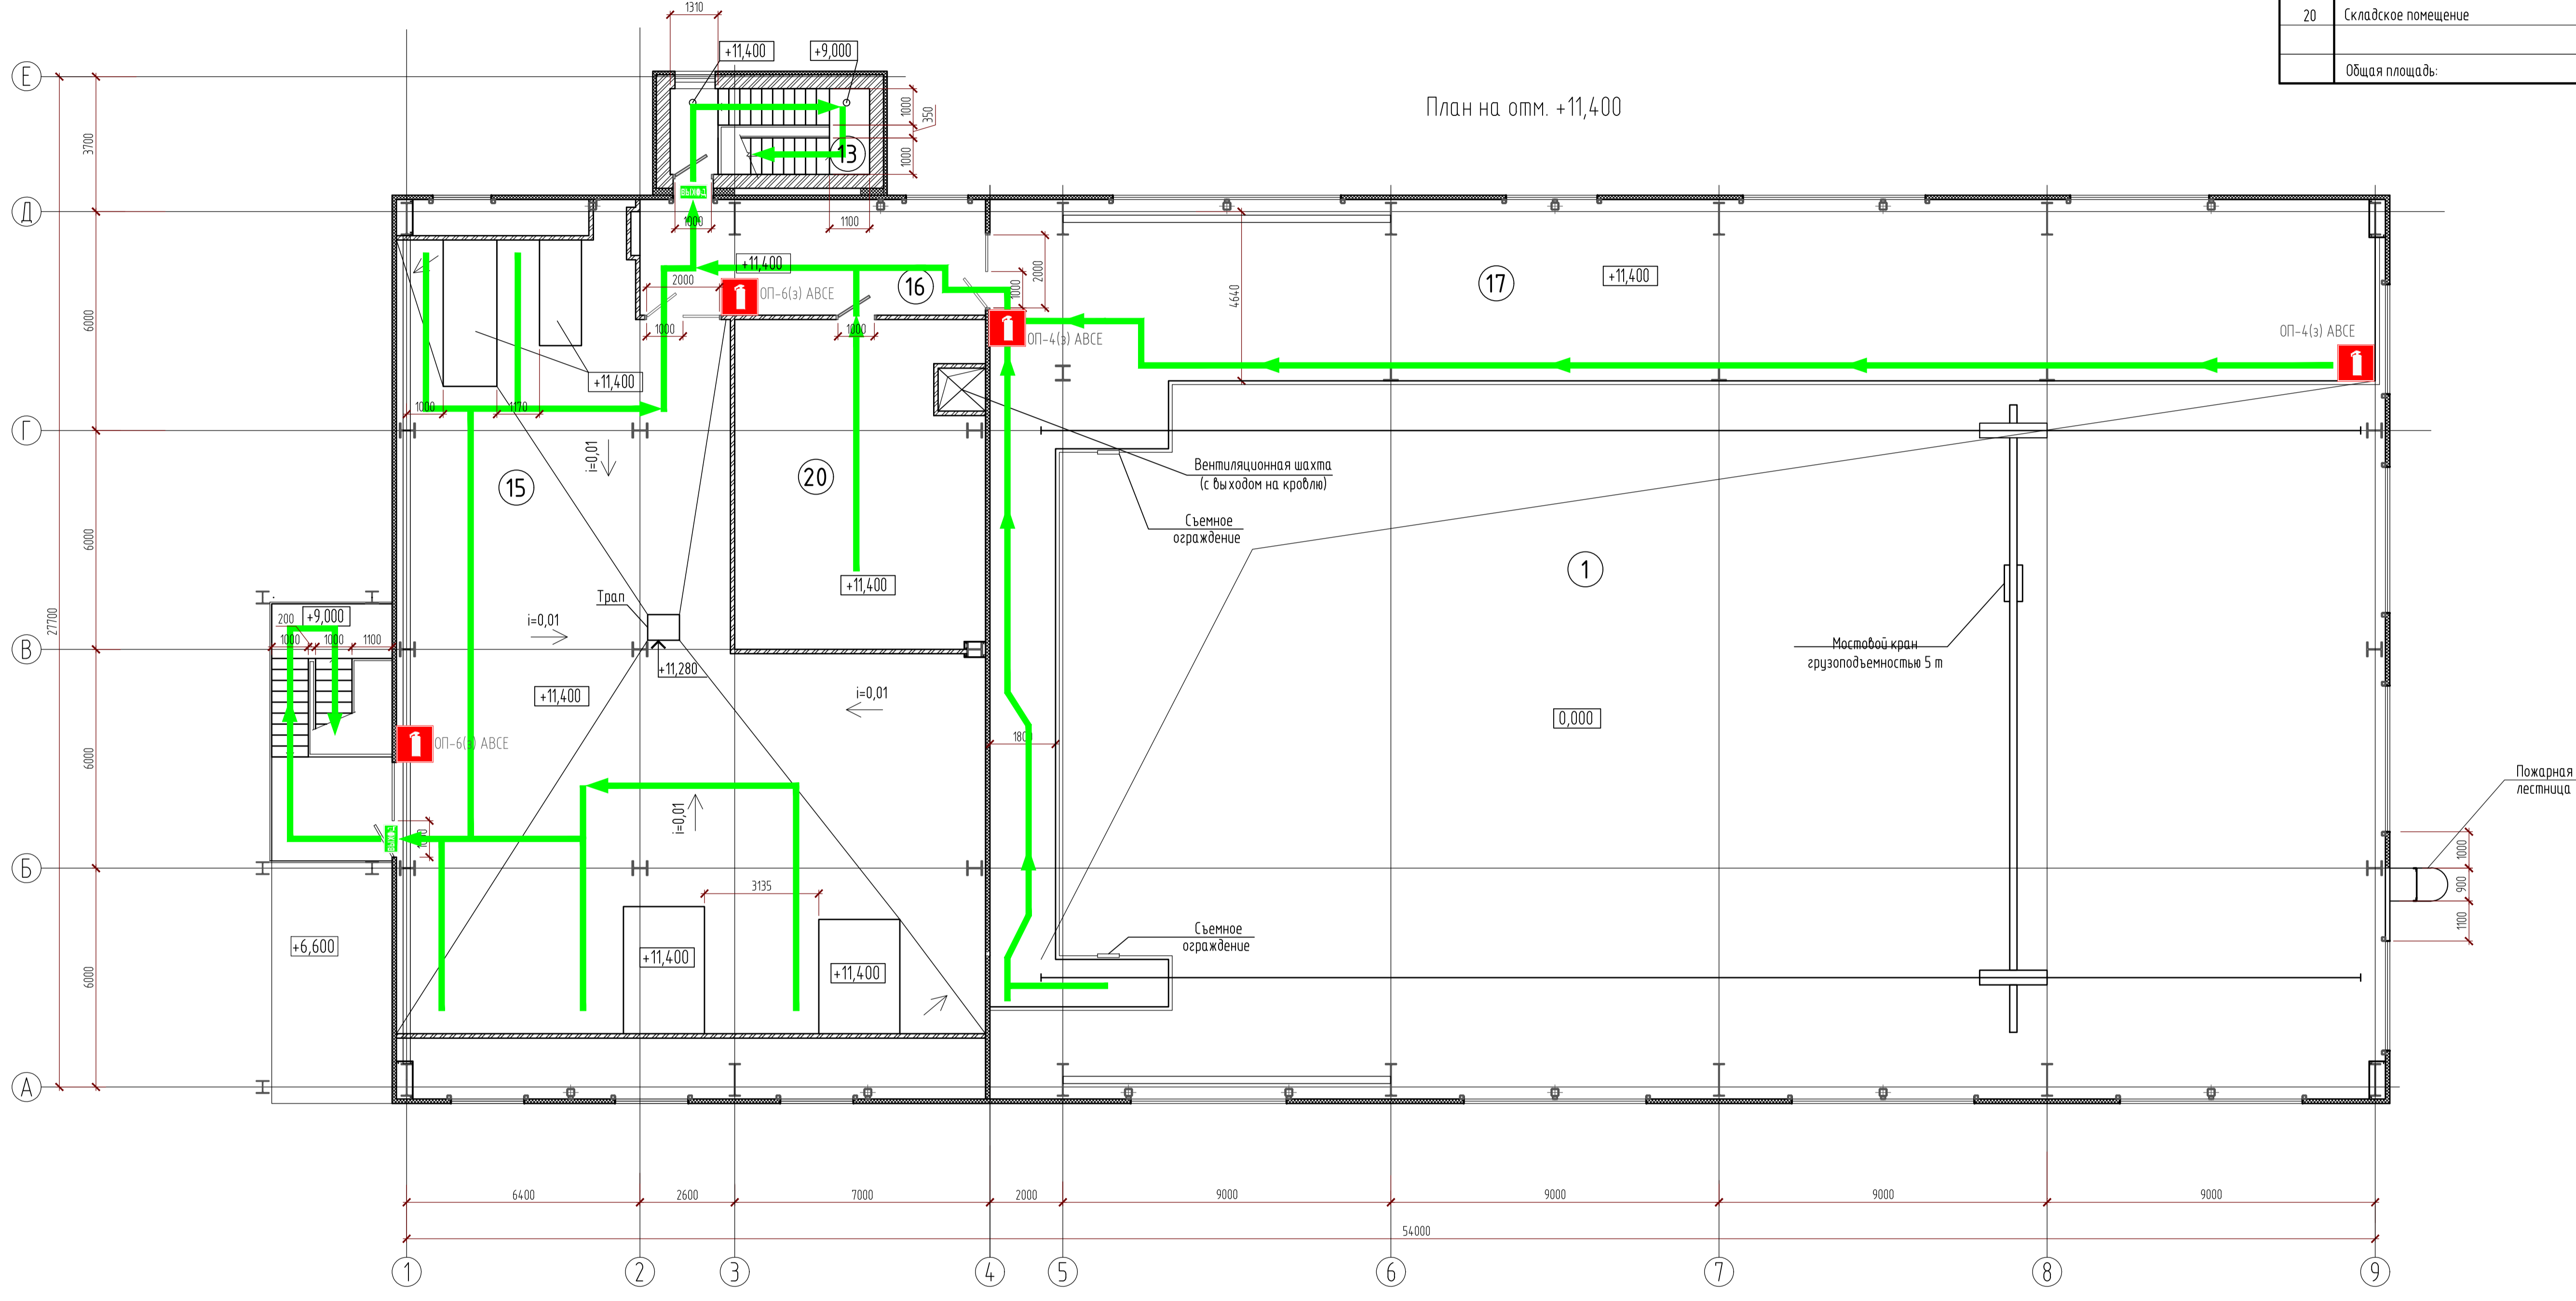 20
Складское помещение
Общая площадь:
План на отм. +11,400
1310
+11,400
+9,000
1000
350
1000
13
Е
Д
Г
В
Б
А
3700
6000
6000
6000
6000
27700
ВЫХОД
1000
1100
+11,400
2000
16
ОП-6(з) АВСЕ
1000
1000
2000
1000
ОП-4(з) АВСЕ
4640
17
+11,400
ОП-4(з) АВСЕ
+11,400
1000
1170
i=0,01
15
20
Вентиляционная шахта
(с выходом на кровлю)
Съемное
ограждение
1
+11,400
Трап
i=0,01
+11,280
+11,400
i=0,01
200
+9,000
1000
1000
1100
Мостовой кран
грузоподъемностью 5 т
0,000
1800
ОП-6(з) АВСЕ
ВЫХОД
1000
i=0,01
Пожарная
лестница
1000
900
1100
3135
+6,600
+11,400
+11,400
Съемное
ограждение
6400
2600
7000
2000
9000
9000
9000
9000
54000
1
2
3
4
5
6
7
8
9